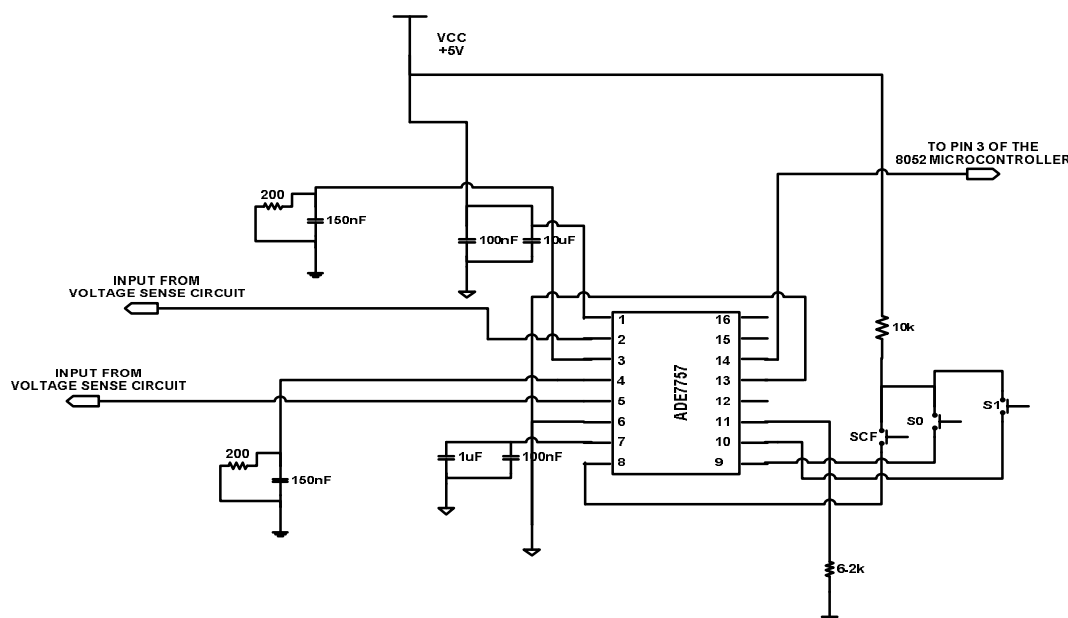 VCC
+5V
TO PIN 3 OF THE
8052 MICROCONTROLLER
200
150nF
100nF
10uF
INPUT FROM
VOLTAGE SENSE CIRCUIT
1
2
3
4
5
6
7
8
ADE7757
16
15
14
13
12
11
10
9
10k
INPUT FROM
VOLTAGE SENSE CIRCUIT
S1
S0
SCF
200
150nF
1uF
100nF
6.2k